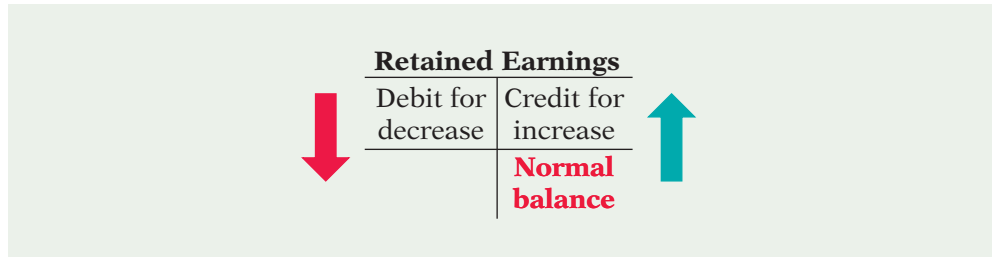 Retained Earnings
Debit for decrease
Credit for increase
Normal balance